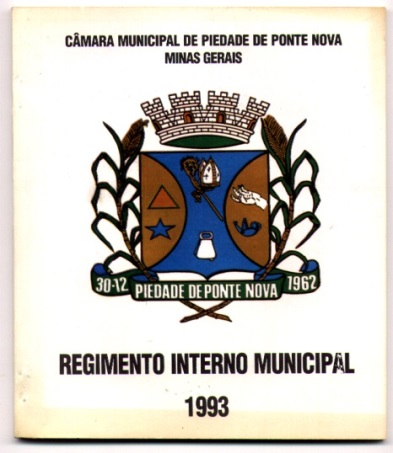 CÂMARA MUNICIPAL DE PIEDADE DE PONTE NOVA
MINAS GERAIS
30-12 PIEDADE DE PONTE NOVA 1962
REGIMENTO INTERNO MUNICIPAL
1993